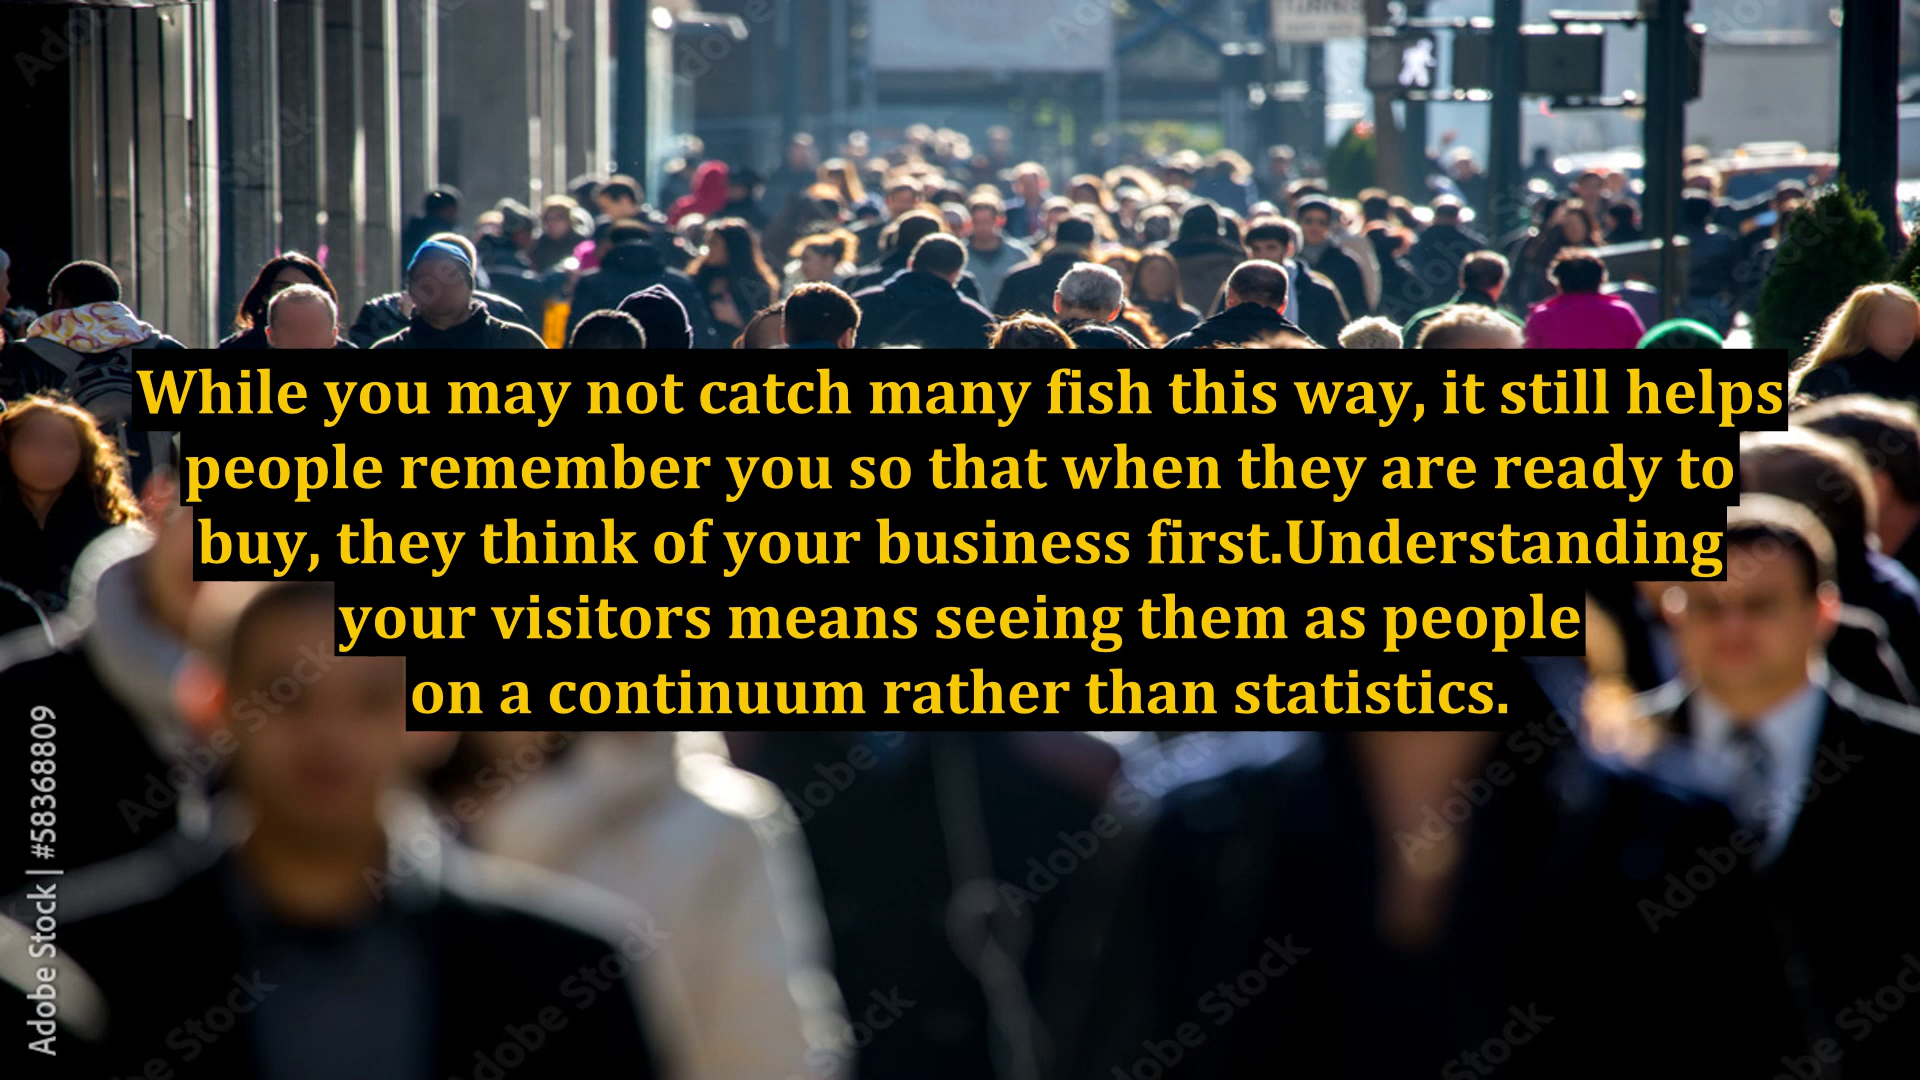 While you may not catch many fish this way, it still helps
people remember you so that when they are ready to
buy, they think of your business first.Understanding
your visitors means seeing them as people
on a continuum rather than statistics.
Adobe Stock | #58368809